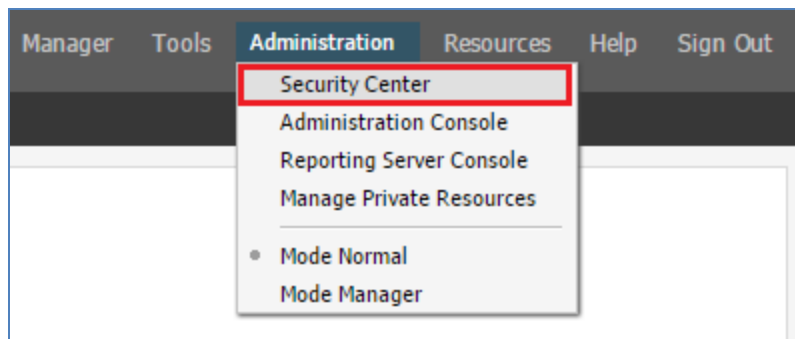 Manager Tools Administration Resources Help Sign Out
Security Center
Administration Console
Reporting Server Console
Manage Private Resources
Mode Normal
Mode Manager